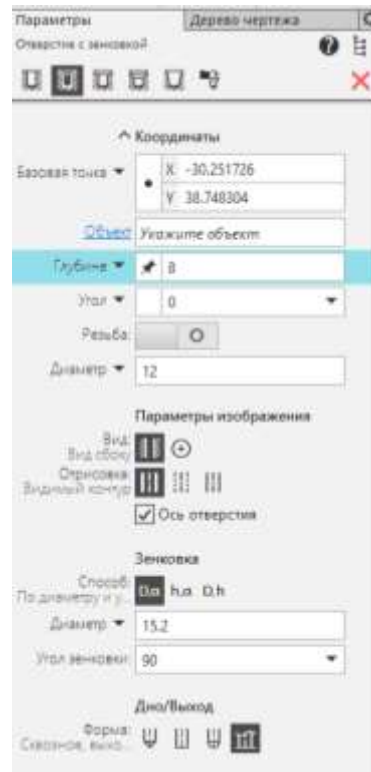 Параметры Дерево чертежа
Отверстие с зенковкой
Координаты
Базовая точка X -30.251726
Y 38.748304
Объект Укажите объект
Глубина 8
Угол 0
Резьба:
Диаметр 12
Параметры изображения
Вид:
Вид сбоку
Отрисовка:
Видимый контур
Ось отверстия
Зенковка
Способ:
По диаметру и у... D,α h,α D,h
Диаметр 15.2
Угол зенковки: 90
Дно/Выход
Форма:
Сквозное, выхо...